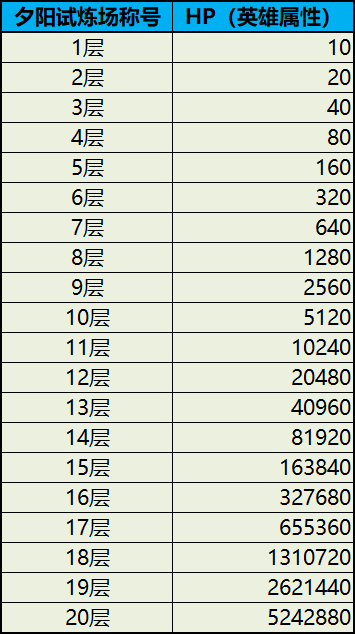 夕阳试炼场称号 HP（英雄属性）
1层 10
2层 20
3层 40
4层 80
5层 160
6层 320
7层 640
8层 1280
9层 2560
10层 5120
11层 10240
12层 20480
13层 40960
14层 81920
15层 163840
16层 327680
17层 655360
18层 1310720
19层 2621440
20层 5242880